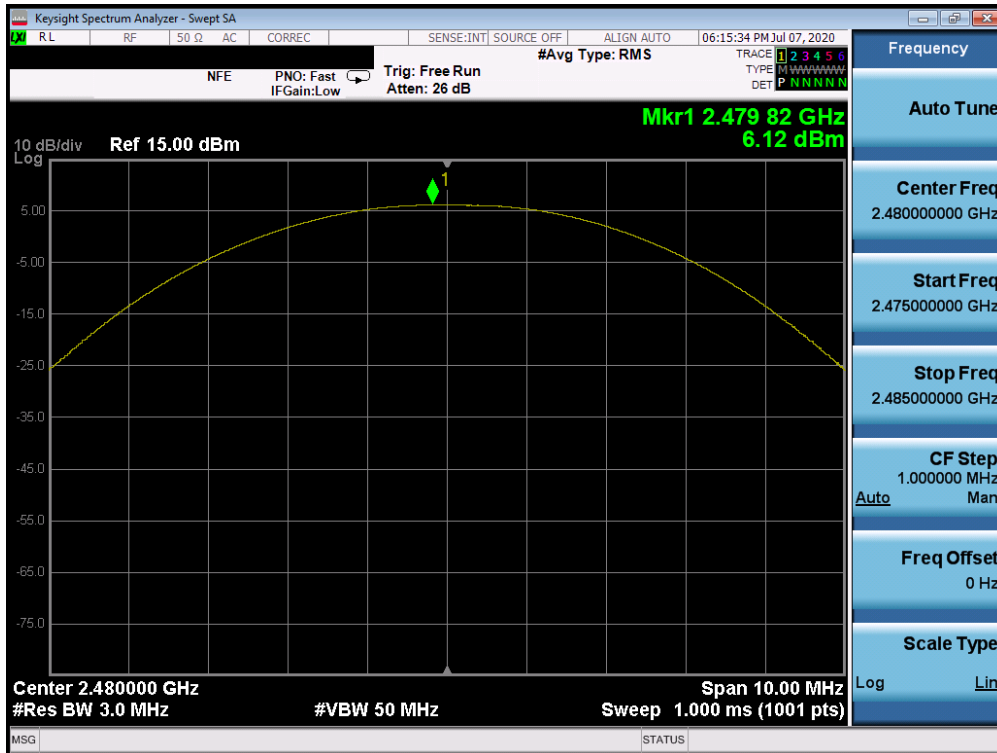 Keysight Spectrum Analyzer - Swept SA
LXI RL RF 50 Ω AC CORREC SENSE:INT SOURCE OFF ALIGN AUTO 06:15:34 PM Jul 07, 2020
#Avg Type: RMS
TRACE 1 2 3 4 5 6
NFE PNO: Fast Trig: Free Run TYPE M WWWWW
IFGain:Low Atten: 26 dB DET P N N N N N
Mkr1 2.479 82 GHz
6.12 dBm
10 dB/div Ref 15.00 dBm
Log
1
5.00
-5.00
-15.0
-25.0
-35.0
-45.0
-55.0
-65.0
-75.0
Center 2.480000 GHz Span 10.00 MHz
#Res BW 3.0 MHz #VBW 50 MHz Sweep 1.000 ms (1001 pts)
MSG STATUS
Frequency
Auto Tune
Center Freq
2.480000000 GHz
Start Freq
2.475000000 GHz
Stop Freq
2.485000000 GHz
CF Step
1.000000 MHz
Auto Man
Freq Offset
0 Hz
Scale Type
Log Lin